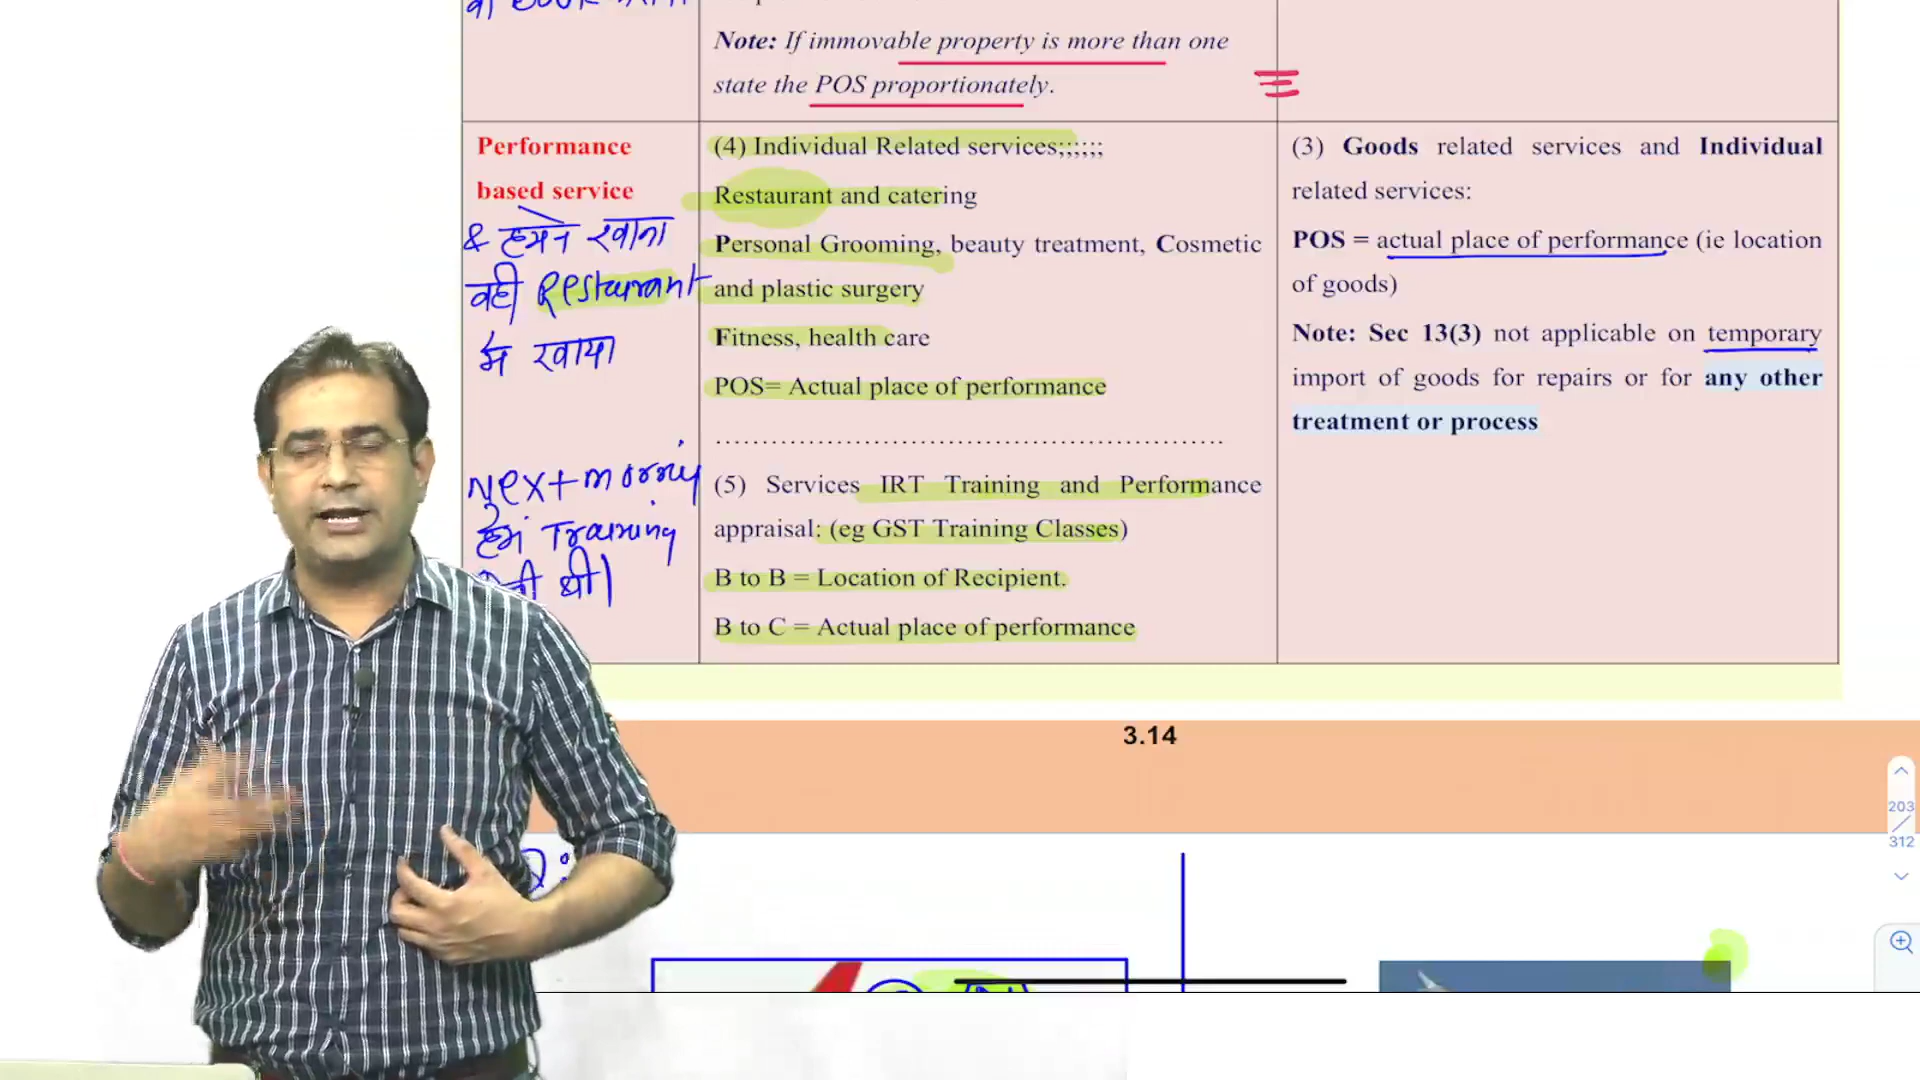 Note: If immovable property is more than one
state the POS proportionately.
Performance
based service
& हमने खाना
वही Restaurant
में खाया
Next morning
हमें Training
थी।
(4) Individual Related services;;;;;;
Restaurant and catering
Personal Grooming, beauty treatment, Cosmetic
and plastic surgery
Fitness, health care
POS= Actual place of performance
……………………………………………….
(5) Services IRT Training and Performance
appraisal: (eg GST Training Classes)
B to B = Location of Recipient.
B to C = Actual place of performance
(3) Goods related services and Individual
related services:
POS = actual place of performance (ie location
of goods)
Note: Sec 13(3) not applicable on temporary
import of goods for repairs or for any other
treatment or process
3.14
203
312